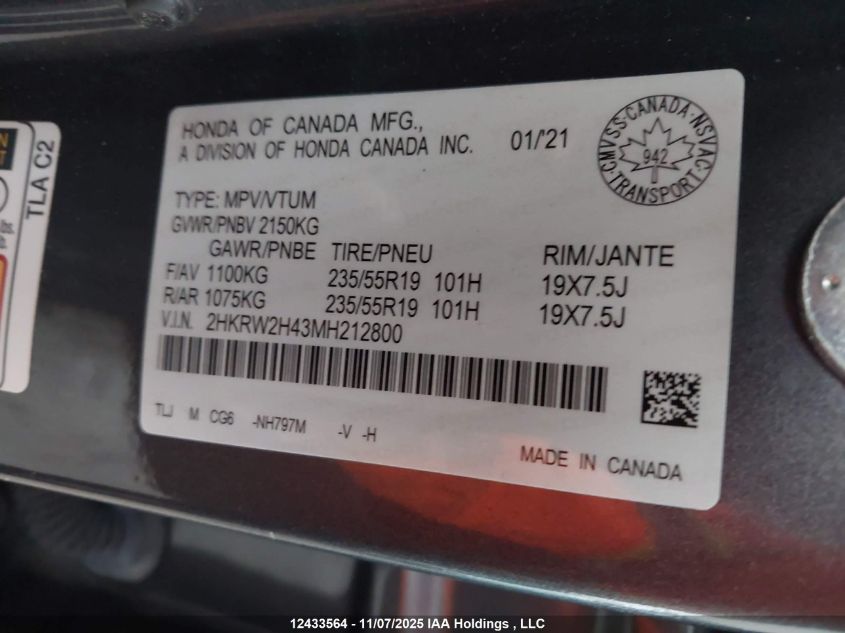 HONDA OF CANADA MFG.,
A DIVISION OF HONDA CANADA INC. 01/'21
CMVSS-CANADA-NSVAC
942
TRANSPORT
TYPE: MPV/VTUM
GVWR/PNBV 2150KG
GAWR/PNBE TIRE/PNEU RIM/JANTE
F/AV 1100KG 235/55R19 101H 19X7.5J
R/AR 1075KG 235/55R19 101H 19X7.5J
V.I.N. 2HKRW2H43MH212800
TLJ M CG6 -NH797M -V -H
MADE IN CANADA
TLA C2
lbs.
12433564 - 11/07/2025 IAA Holdings , LLC